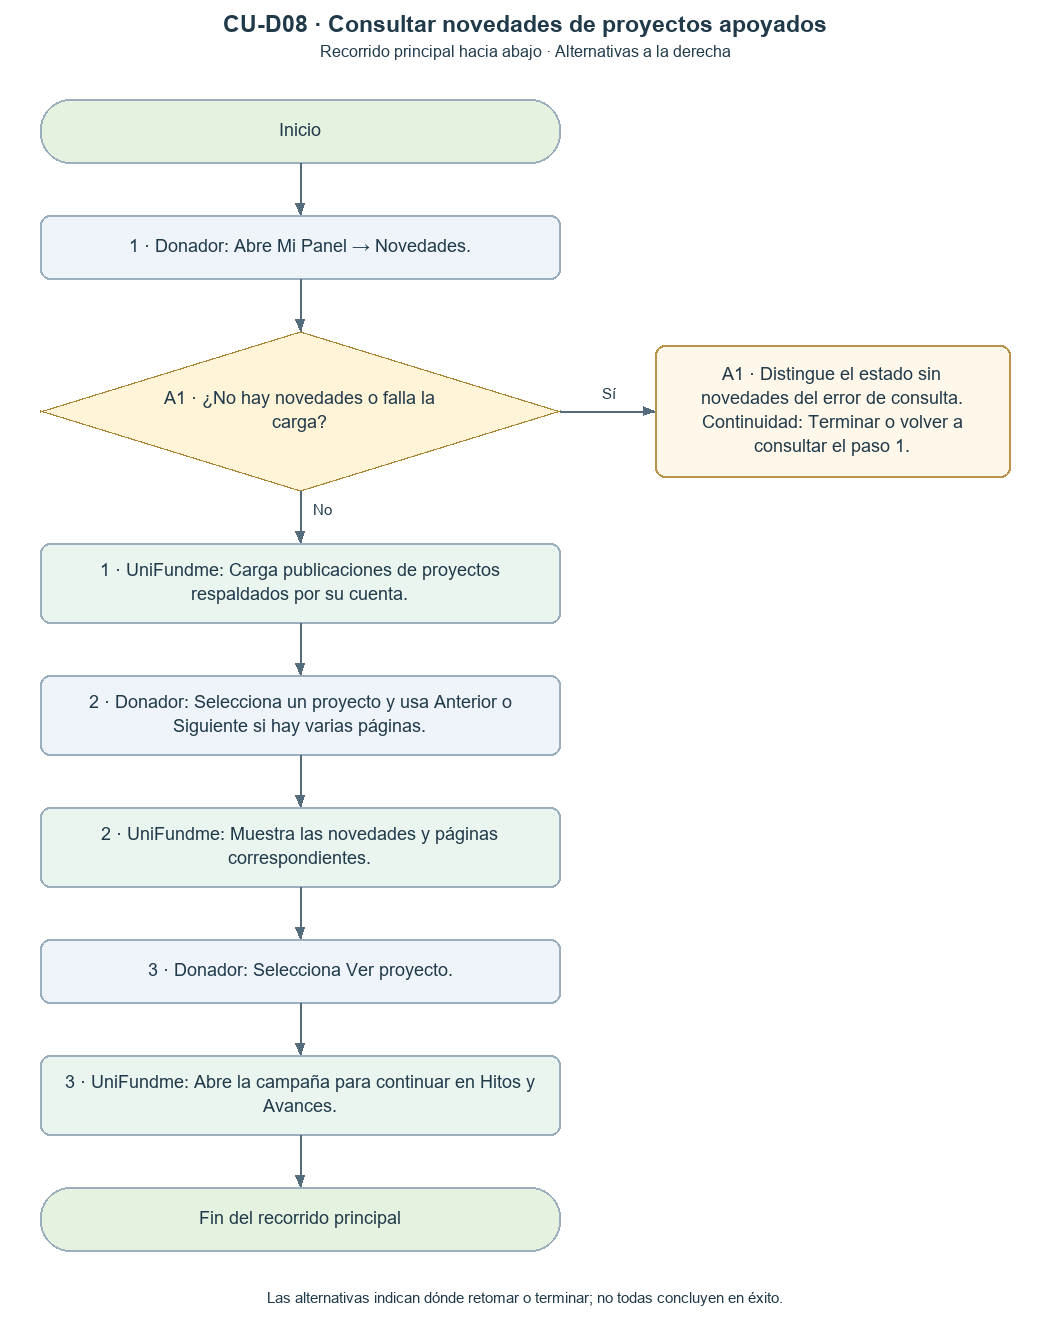 CU-D08 · Consultar novedades de proyectos apoyados
Recorrido principal hacia abajo · Alternativas a la derecha
Inicio
1 · Donador: Abre Mi Panel → Novedades.
A1 · ¿No hay novedades o falla la
carga?
Sí
A1 · Distingue el estado sin
novedades del error de consulta.
Continuidad: Terminar o volver a
consultar el paso 1.
No
1 · UniFundme: Carga publicaciones de proyectos
respaldados por su cuenta.
2 · Donador: Selecciona un proyecto y usa Anterior o
Siguiente si hay varias páginas.
2 · UniFundme: Muestra las novedades y páginas
correspondientes.
3 · Donador: Selecciona Ver proyecto.
3 · UniFundme: Abre la campaña para continuar en Hitos y
Avances.
Fin del recorrido principal
Las alternativas indican dónde retomar o terminar; no todas concluyen en éxito.